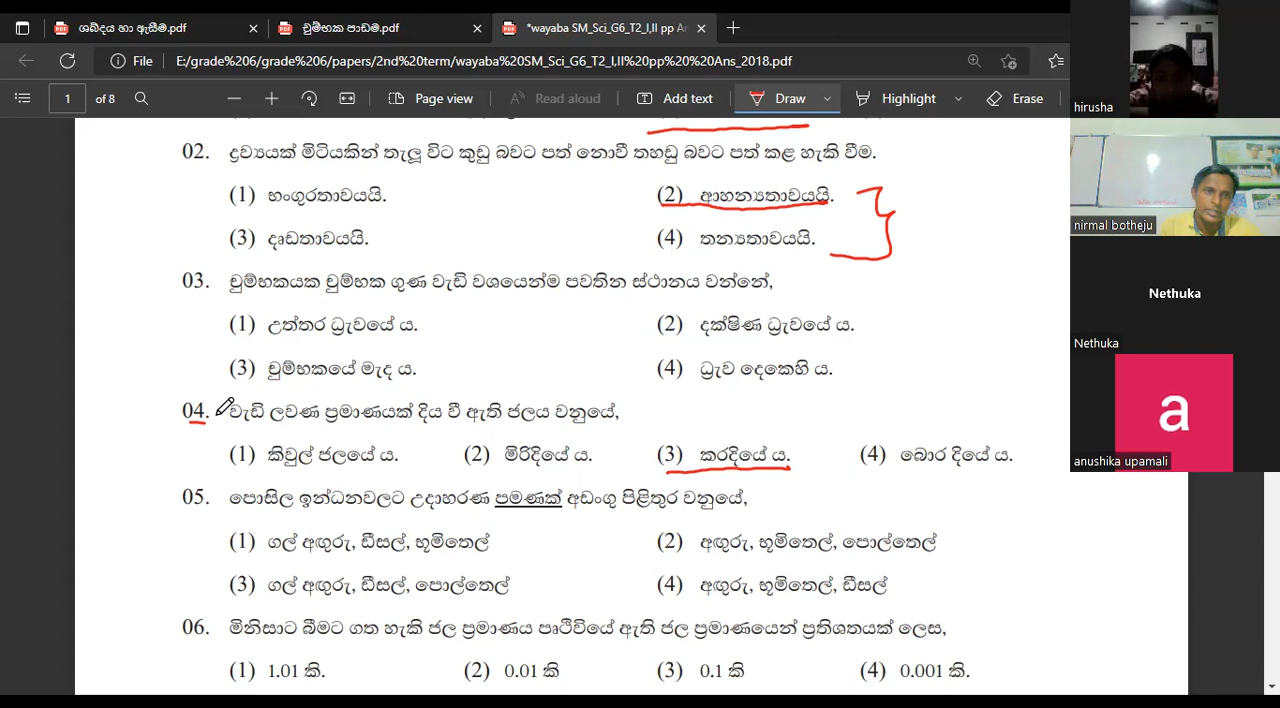 ශබ්දය හා ඇසීම.pdf
චුම්භක පාඩම.pdf
*wayaba SM_Sci_G6_T2_I,II pp An
File
E:/grade%206/grade%206/papers/2nd%20term/wayaba%20SM_Sci_G6_T2_I,II%20pp%20%20Ans_2018.pdf
1 of 8
Page view
Read aloud
Add text
Draw
Highlight
Erase
02. ද්‍රව්‍යයක් මිටියකින් තැලූ විට කුඩු බවට පත් නොවී තහඩු බවට පත් කළ හැකි වීම.
(1) භංගුරතාවයයි. (2) ආහන්‍යතාවයයි.
(3) දෘඩතාවයයි. (4) තන්‍යතාවයයි.
03. චුම්භකයක චුම්භක ගුණ වැඩි වශයෙන්ම පවතින ස්ථානය වන්නේ,
(1) උත්තර ධ්‍රැවයේ ය. (2) දක්ෂිණ ධ්‍රැවයේ ය.
(3) චුම්භකයේ මැද ය. (4) ධ්‍රැව දෙකෙහි ය.
04. වැඩි ලවණ ප්‍රමාණයක් දිය වී ඇති ජලය වනුයේ,
(1) කිවුල් ජලයේ ය. (2) මිරිදියේ ය. (3) කරදියේ ය. (4) බොර දියේ ය.
05. පොසිල ඉන්ධනවලට උදාහරණ පමණක් අඩංගු පිළිතුර වනුයේ,
(1) ගල් අඟුරු, ඩීසල්, භූමිතෙල් (2) අඟුරු, භූමිතෙල්, පොල්තෙල්
(3) ගල් අඟුරු, ඩීසල්, පොල්තෙල් (4) අඟුරු, භූමිතෙල්, ඩීසල්
06. මිනිසාට බීමට ගත හැකි ජල ප්‍රමාණය පෘථිවියේ ඇති ජල ප්‍රමාණයෙන් ප්‍රතිශතයක් ලෙස,
(1) 1.01 කි. (2) 0.01 කි (3) 0.1 කි (4) 0.001 කි.
hirusha
nirmal botheju
Nethuka
Nethuka
a
anushika upamali